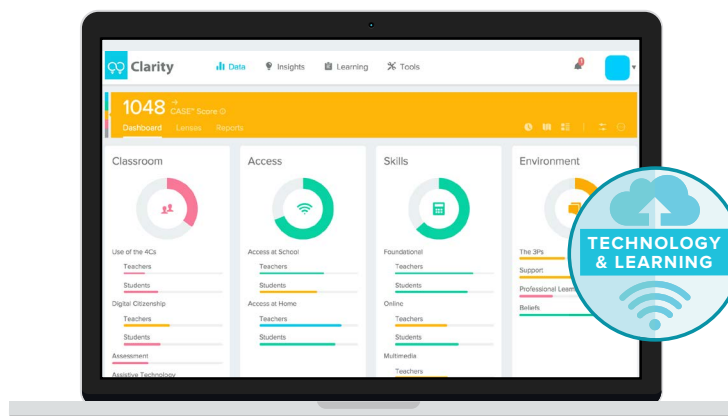 Clarity
Data
Insights
Learning
Tools
1048
CASE™ Score
Dashboard Lenses Reports
Classroom
Use of the 4Cs
Teachers
Students
Digital Citizenship
Teachers
Students
Assessment
Assistive Technology
Access
Access at School
Teachers
Students
Access at Home
Teachers
Students
Skills
Foundational
Teachers
Students
Online
Teachers
Students
Multimedia
Teachers
Environment
The 3Ps
Support
Professional
Beliefs
TECHNOLOGY
& LEARNING